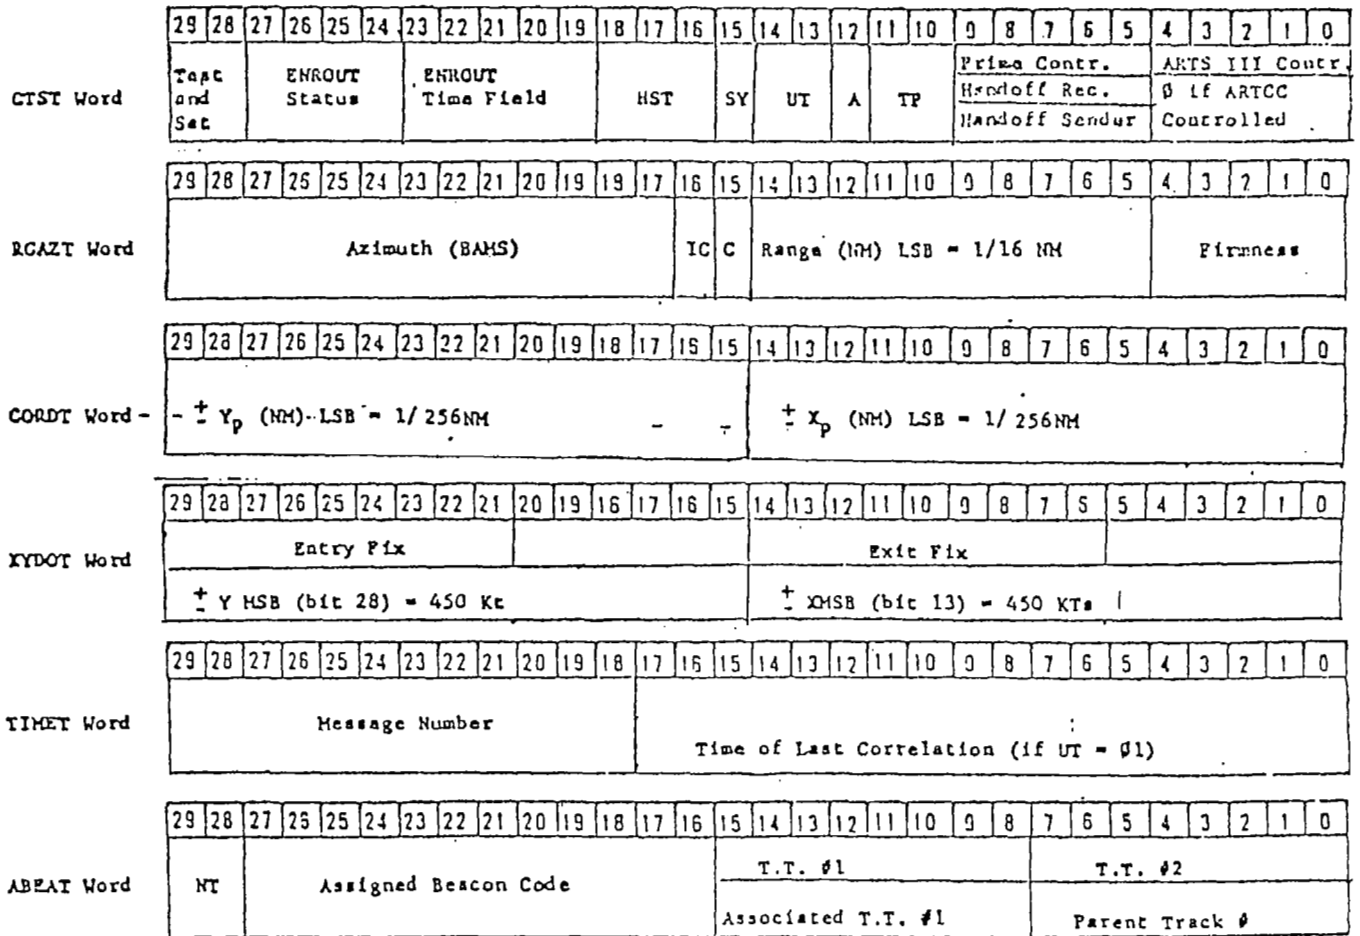 29 28 27 26 25 24 23 22 21 20 19 18 17 16 15 14 13 12 11 10 9 8 7 6 5 4 3 2 1 0
CTST Word
Test and Set
ENROUT Status
ENROUT Time Field
HST
SY
UT
A
TP
Prime Contr.
Handoff Rec.
Handoff Sendur
ARTS III Contr.
Ø if ARTCC
Controlled
29 28 27 26 25 24 23 22 21 20 19 19 17 16 15 14 13 12 11 10 9 8 7 6 5 4 3 2 1 0
RGAZT Word
Azimuth (BAMS)
IC
C
Range (NM) LSB = 1/16 NM
Firmness
29 28 27 26 25 24 23 22 21 20 19 18 17 16 15 14 13 12 11 10 9 8 7 6 5 4 3 2 1 0
CORDT Word -
± Yp (NM) LSB = 1/256NM
± Xp (NM) LSB = 1/256NM
29 28 27 26 25 24 23 22 21 20 19 18 17 16 15 14 13 12 11 10 9 8 7 6 5 4 3 2 1 0
XYDOT Word
Entry Fix
Exit Fix
± Y MSB (bit 28) = 450 Kt
± XMSB (bit 13) = 450 KTs
29 28 27 26 25 24 23 22 21 20 19 18 17 16 15 14 13 12 11 10 9 8 7 6 5 4 3 2 1 0
TIMET Word
Message Number
Time of Last Correlation (if UT = Ø1)
29 28 27 26 25 24 23 22 21 20 19 18 17 16 15 14 13 12 11 10 9 8 7 6 5 4 3 2 1 0
ABEAT Word
NT
Assigned Beacon Code
T.T. #1
T.T. #2
Associated T.T. #1
Parent Track #